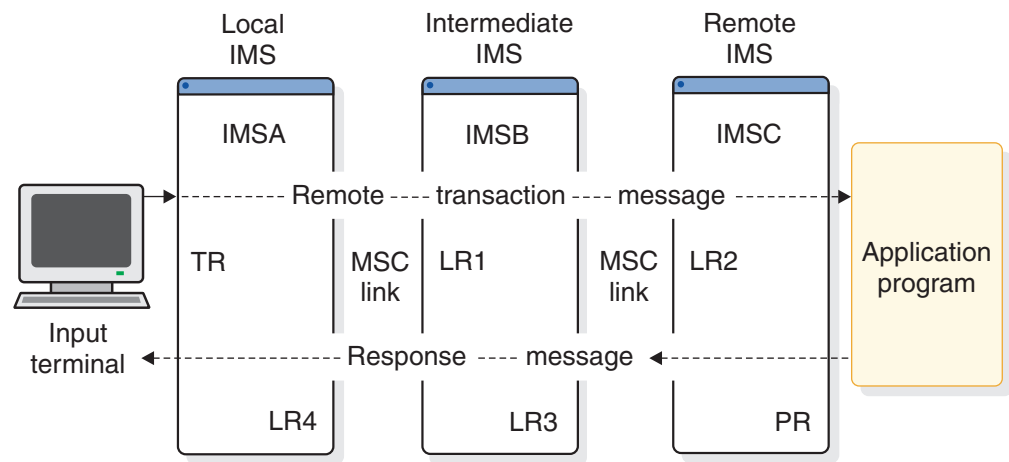 Local
IMS
Intermediate
IMS
Remote
IMS
IMSA
IMSB
IMSC
Remote transaction message
TR
MSC
link
LR1
MSC
link
LR2
Application
program
Input
terminal
Response message
LR4
LR3
PR